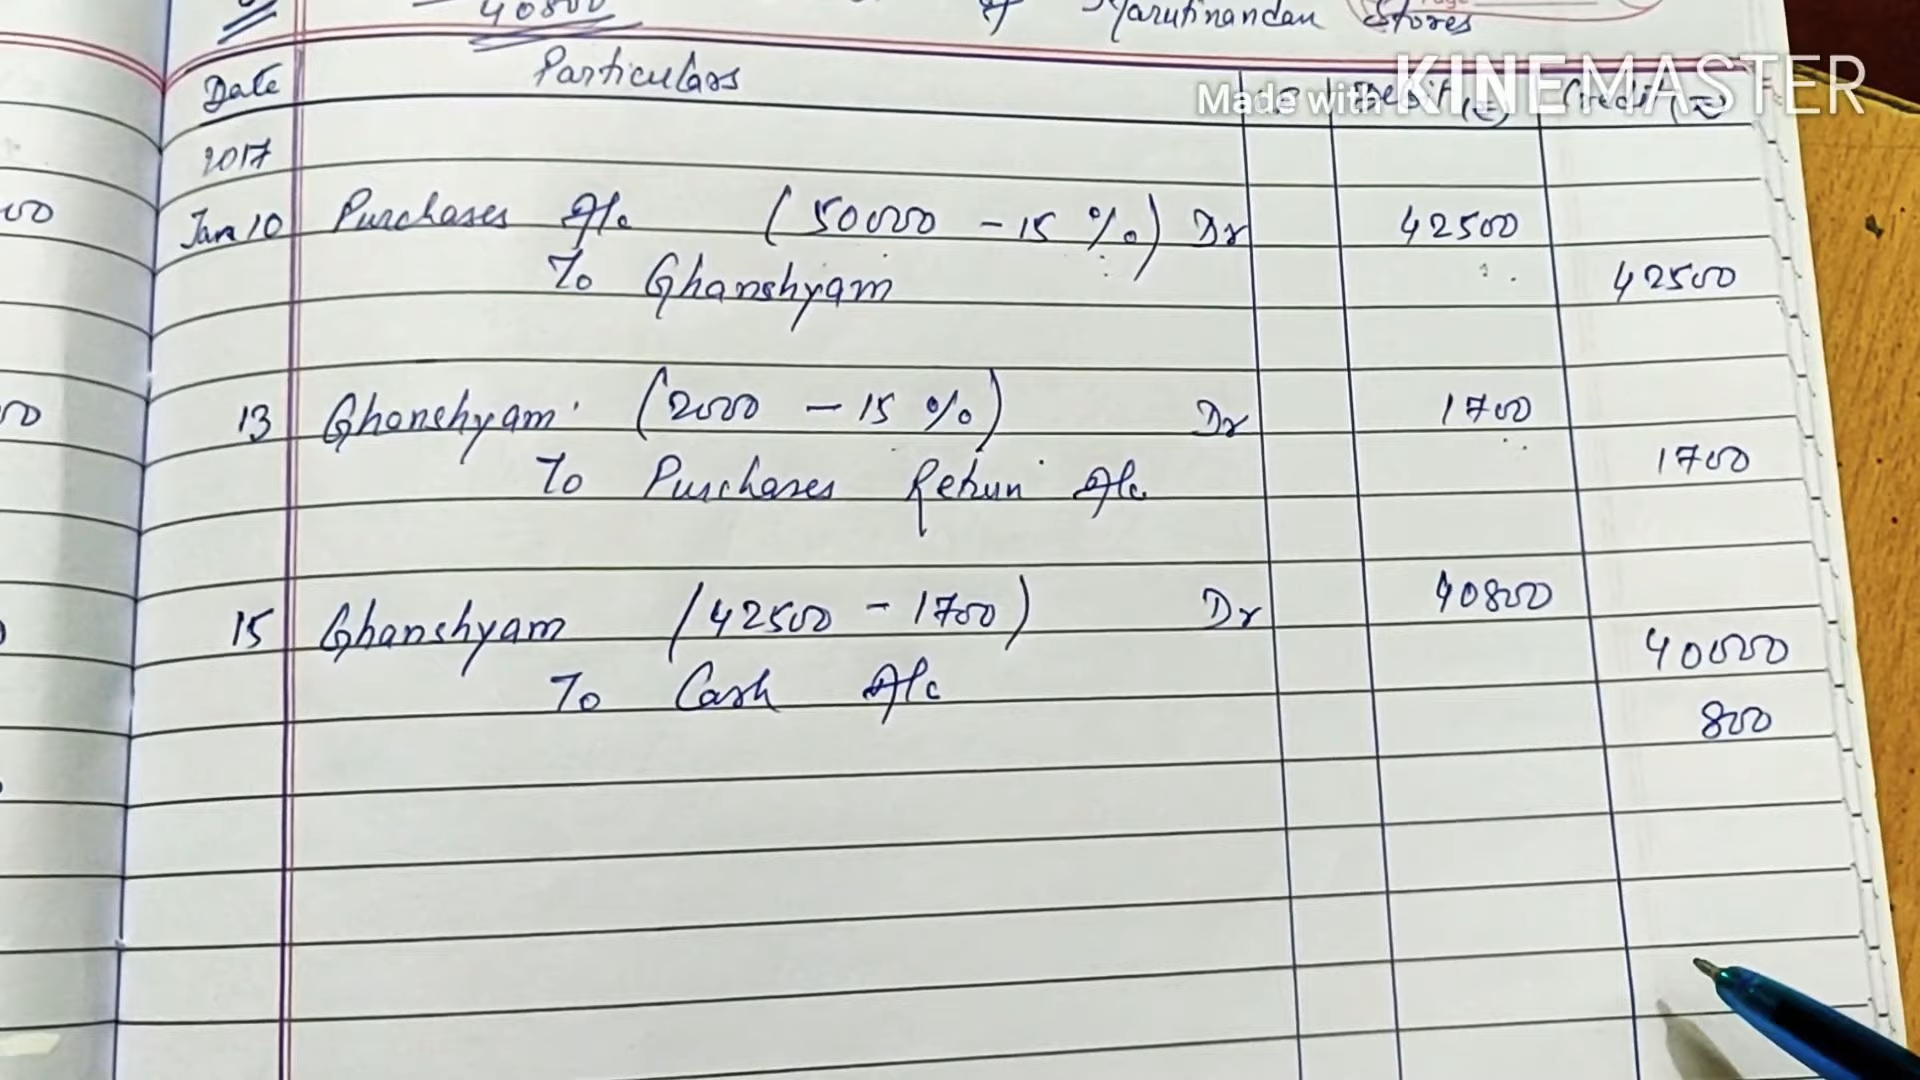 40800
Marutinandan Stores
Made with KINEMASTER
Date Particulars Debit (₹) Credit (₹)
2017
Jan 10 Purchases A/c (50000 - 15 %) Dr 42500
To Ghanshyam 42500
13 Ghanshyam (2000 - 15 %) Dr 1700
To Purchases Return A/c 1700
15 Ghanshyam (42500 - 1700) Dr 40800
To Cash A/c 40000
800